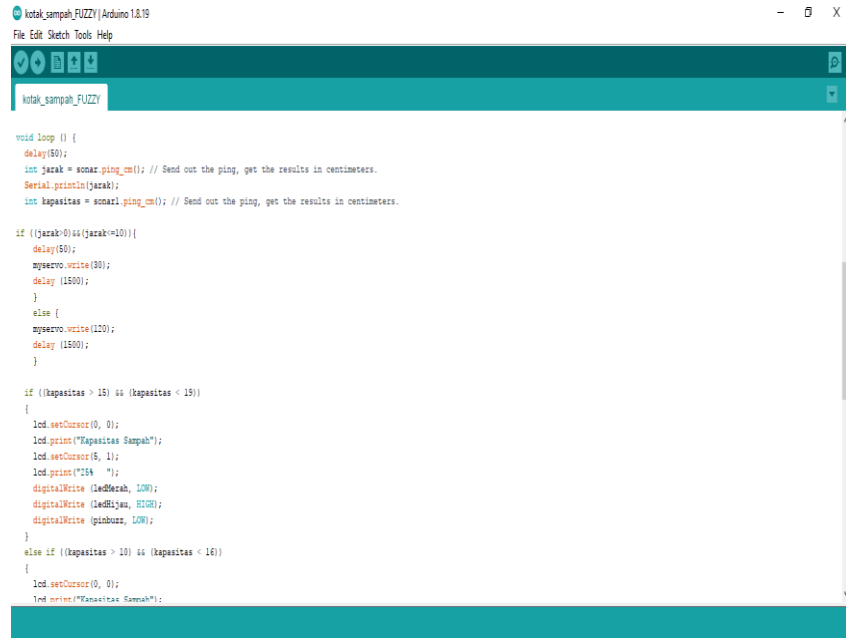 kotak_sampah_FUZZY | Arduino 1.8.19
File Edit Sketch Tools Help
kotak_sampah_FUZZY
void loop () {
delay(50);
int jarak = sonar.ping_cm(); // Send out the ping, get the results in centimeters.
Serial.println(jarak);
int kapasitas = sonar1.ping_cm(); // Send out the ping, get the results in centimeters.
if ((jarak>0)&&(jarak<=10)){
delay(50);
myservo.write(30);
delay (1500);
}
else {
myservo.write(120);
delay (1500);
}
if ((kapasitas > 15) && (kapasitas < 19))
{
lcd.setCursor(0, 0);
lcd.print("Kapasitas Sampah");
lcd.setCursor(5, 1);
lcd.print("25%   ");
digitalWrite (ledMerah, LOW);
digitalWrite (ledHijau, HIGH);
digitalWrite (pinbuzz, LOW);
}
else if ((kapasitas > 10) && (kapasitas < 16))
{
lcd.setCursor(0, 0);
lcd.print("Kapasitas Sampah");